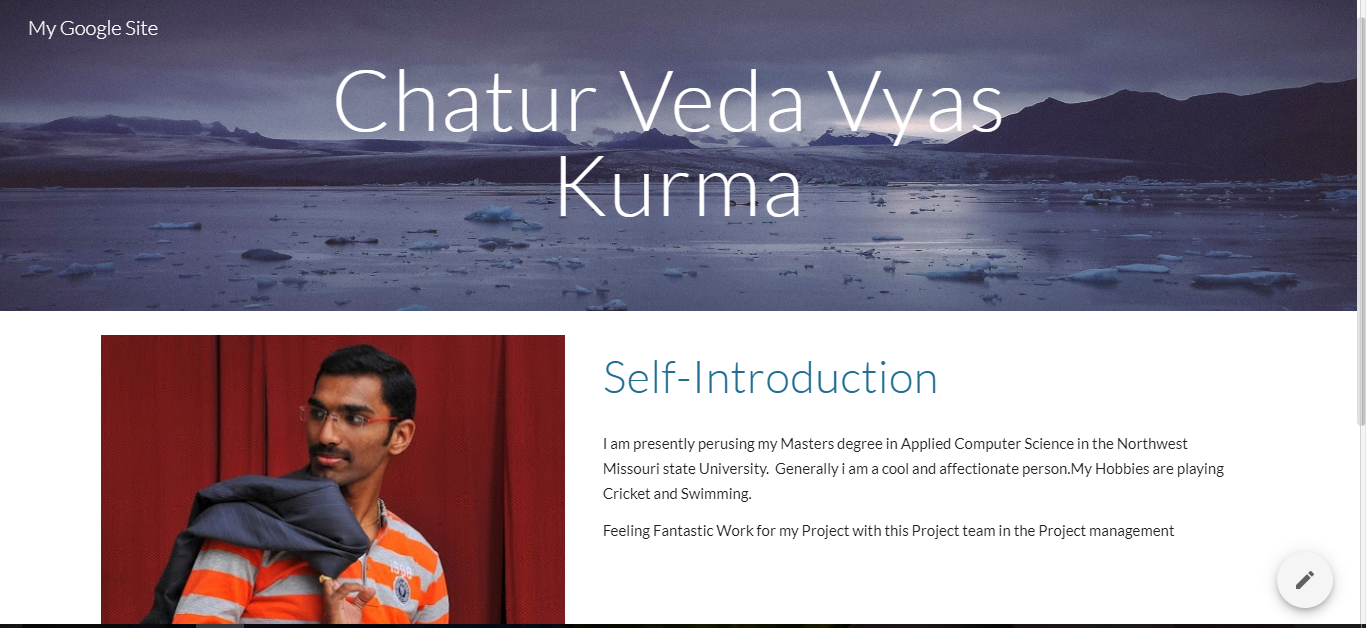 My Google Site
Chatur Veda Vyas
Kurma
Self-Introduction
I am presently perusing my Masters degree in Applied Computer Science in the Northwest
Missouri state University.  Generally i am a cool and affectionate person.My Hobbies are playing
Cricket and Swimming.
Feeling Fantastic Work for my Project with this Project team in the Project management
1998